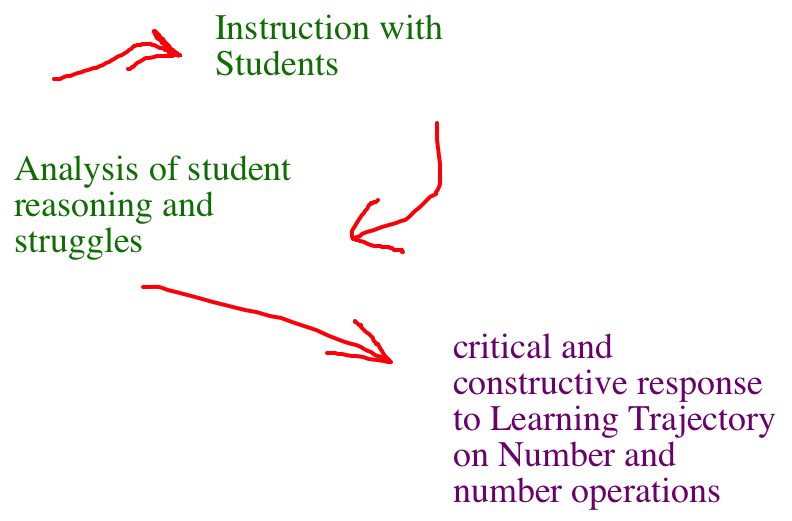 Instruction with
Students
Analysis of student
reasoning and
struggles
critical and
constructive response
to Learning Trajectory
on Number and
number operations